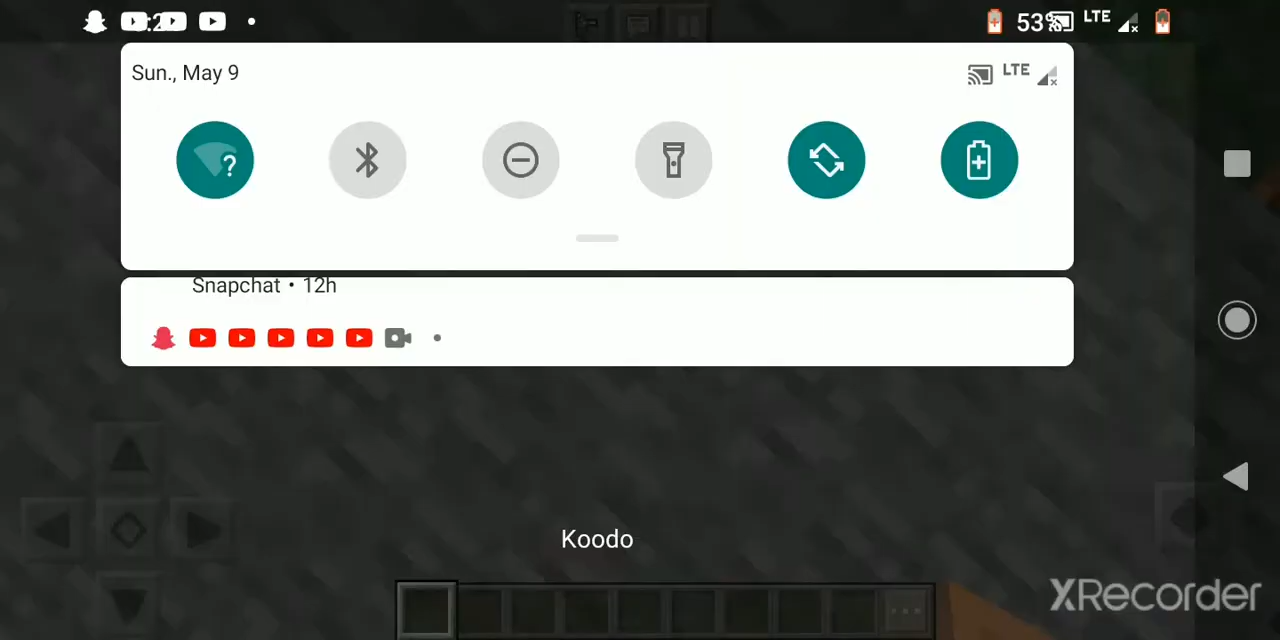 53%
LTE
Sun., May 9
LTE
Snapchat • 12h
Koodo
XRecorder